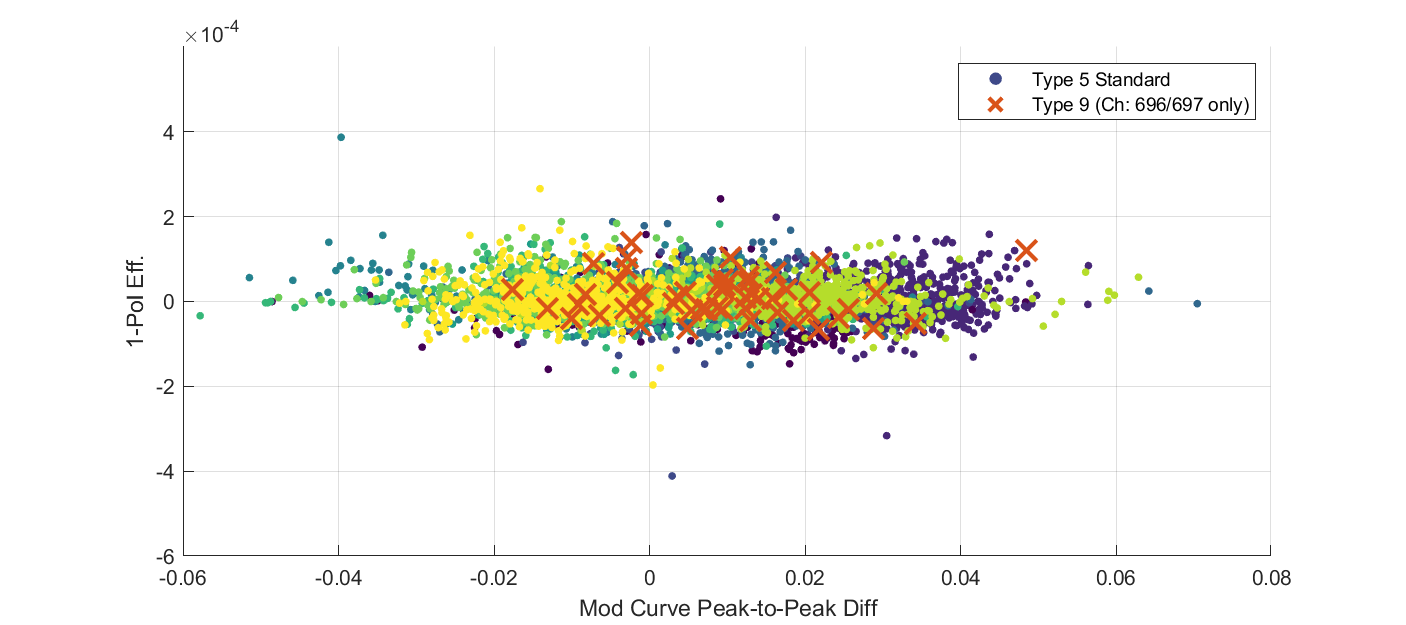 ×10-4
4
2
0
-2
-4
-6
1-Pol Eff.
Type 5 Standard
Type 9 (Ch: 696/697 only)
-0.06 -0.04 -0.02 0 0.02 0.04 0.06 0.08
Mod Curve Peak-to-Peak Diff